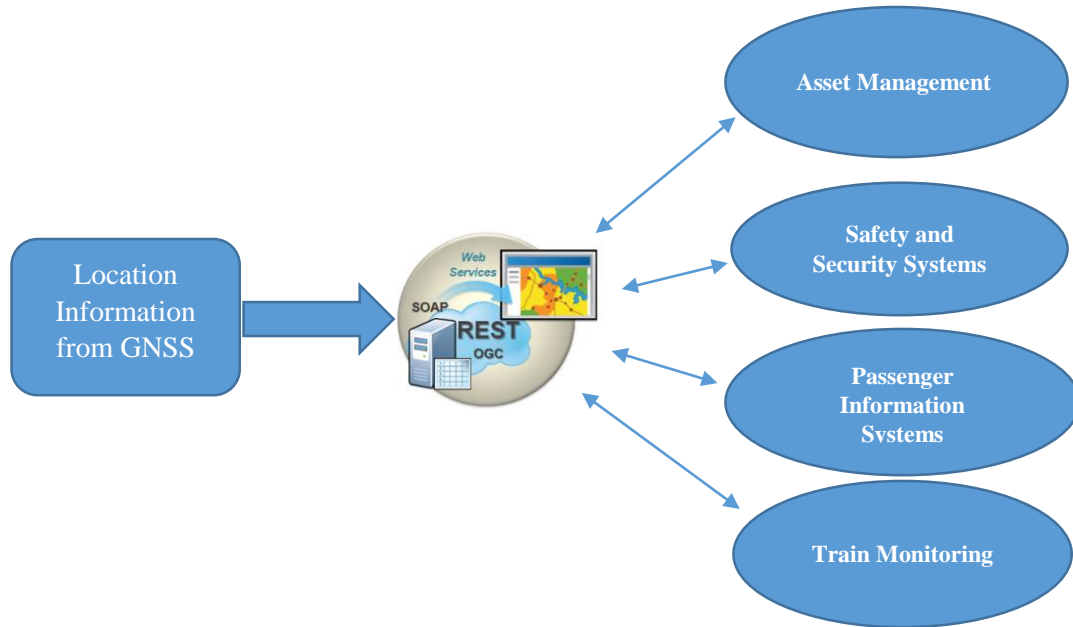 Location
Information
from GNSS
Web
Services
SOAP
REST
OGC
Asset Management
Safety and
Security Systems
Passenger
Information
Systems
Train Monitoring